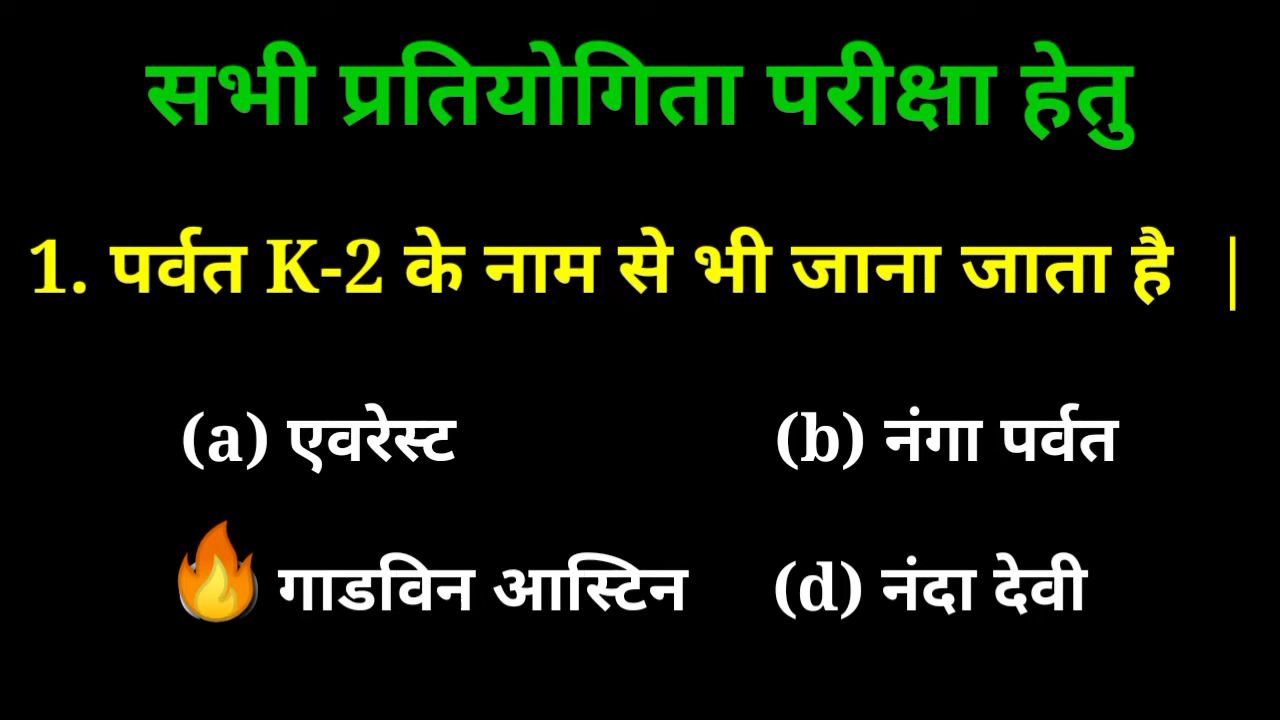 सभी प्रतियोगिता परीक्षा हेतु
1. पर्वत K-2 के नाम से भी जाना जाता है |
(a) एवरेस्ट (b) नंगा पर्वत
गाडविन आस्टिन (d) नंदा देवी